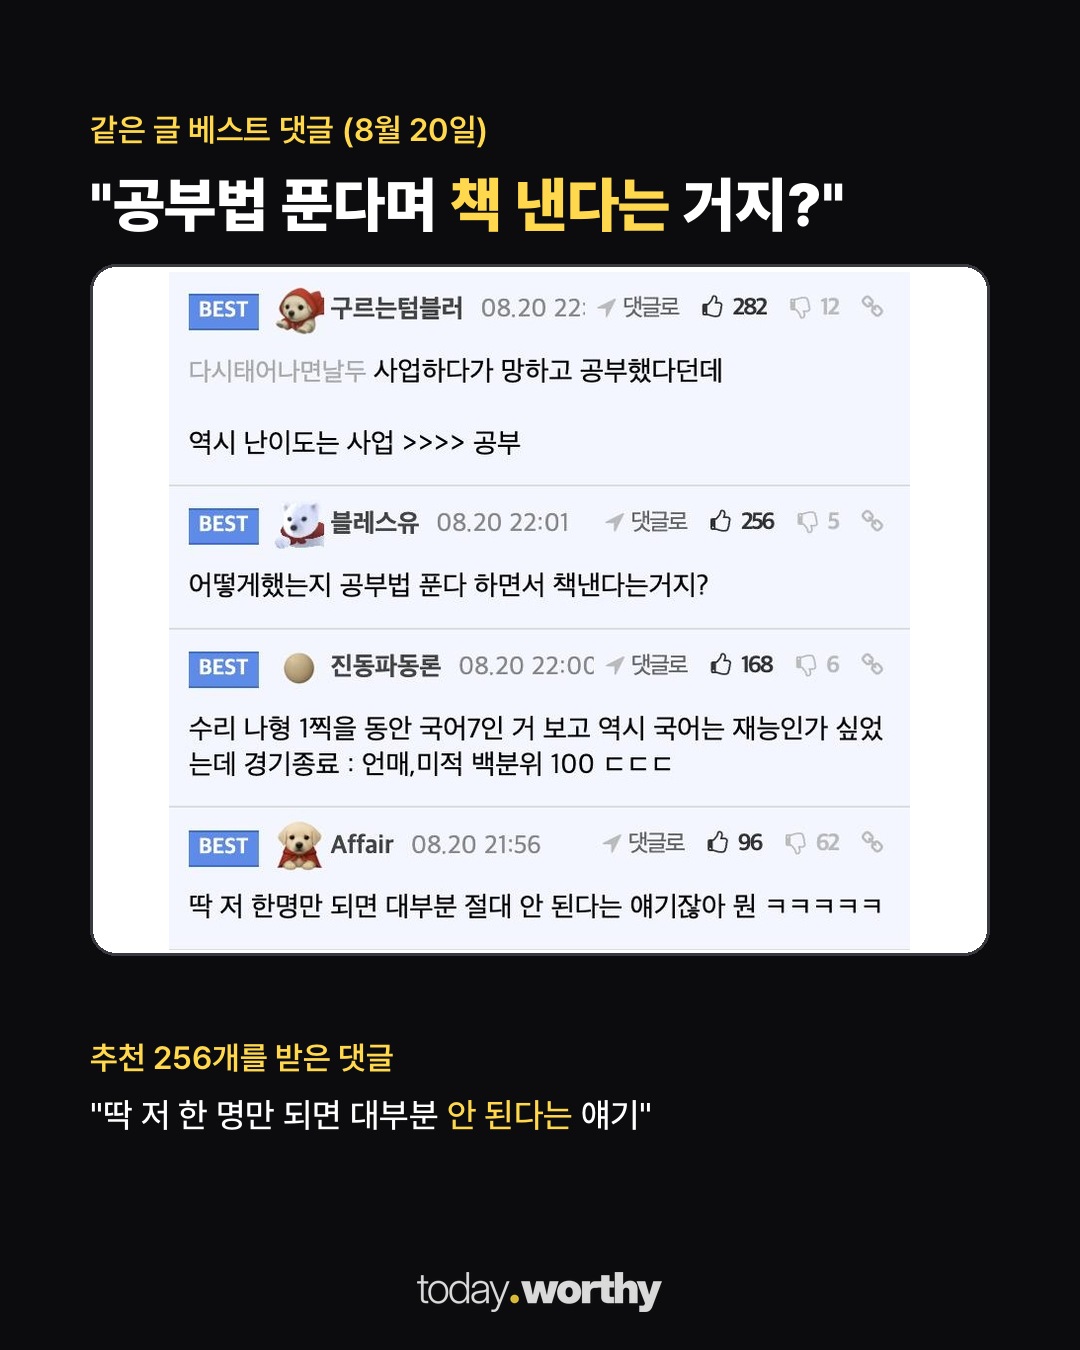 같은 글 베스트 댓글 (8월 20일)
"공부법 푼다며 책 낸다는 거지?"
BEST 구르는텀블러 08.20 22: 댓글로 282 12
다시태어나면날두 사업하다가 망하고 공부했다던데
역시 난이도는 사업 >>>> 공부
BEST 블레스유 08.20 22:01 댓글로 256 5
어떻게했는지 공부법 푼다 하면서 책낸다는거지?
BEST 진동파동론 08.20 22:00 댓글로 168 6
수리 나형 1찍을 동안 국어7인 거 보고 역시 국어는 재능인가 싶었
는데 경기종료 : 언매,미적 백분위 100 ㄷㄷㄷ
BEST Affair 08.20 21:56 댓글로 96 62
딱 저 한명만 되면 대부분 절대 안 된다는 얘기잖아 뭔 ㅋㅋㅋㅋㅋ
추천 256개를 받은 댓글
"딱 저 한 명만 되면 대부분 안 된다는 얘기"
today.worthy